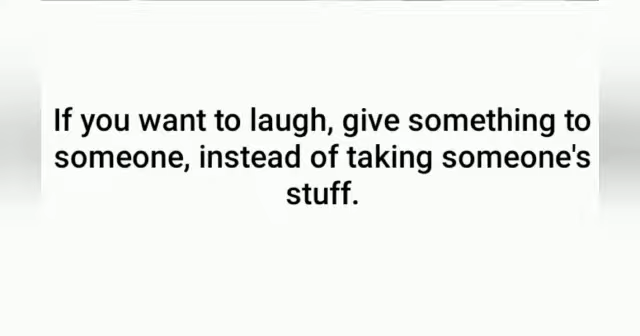 If you want to laugh, give something to
someone, instead of taking someone's
stuff.